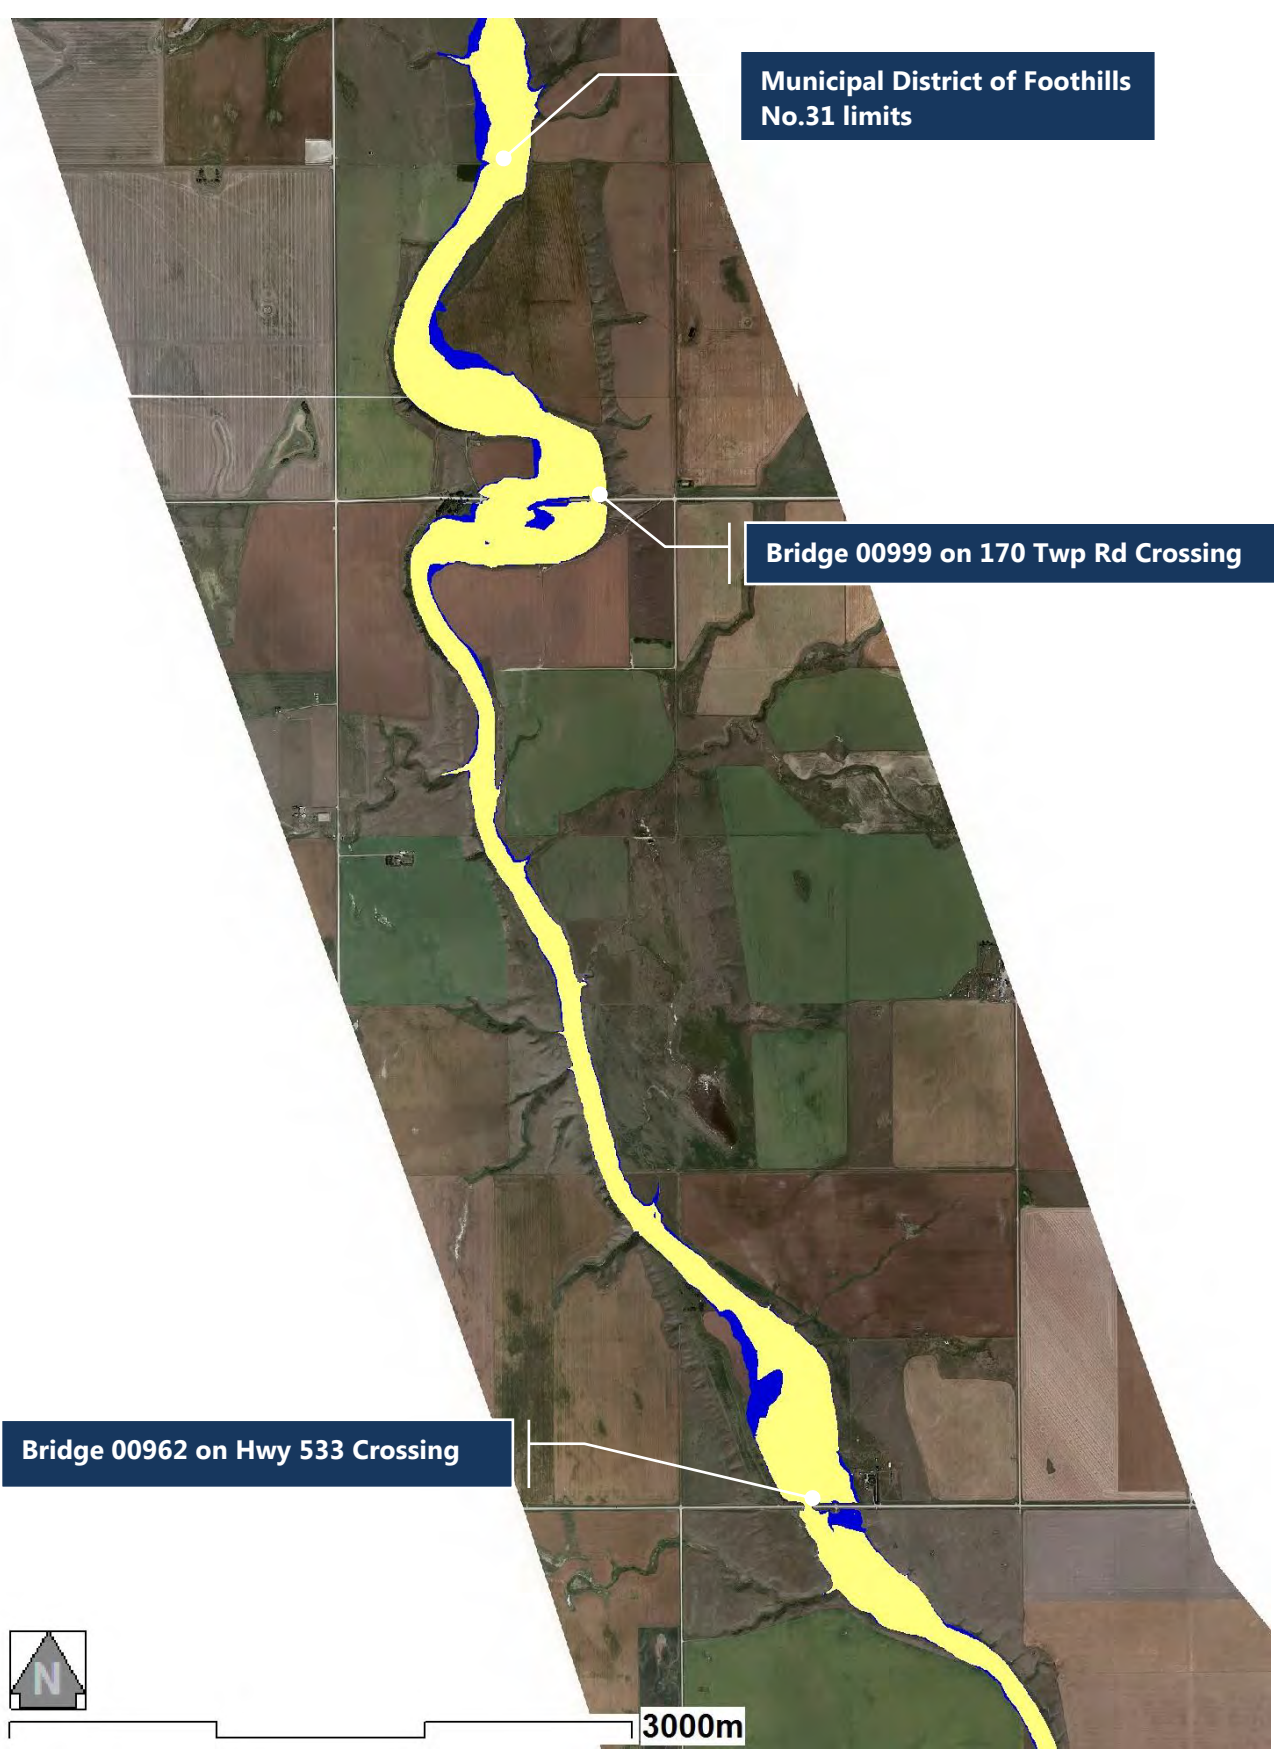 Municipal District of Foothills
No.31 limits
Bridge 00999 on 170 Twp Rd Crossing
Bridge 00962 on Hwy 533 Crossing
N
3000m